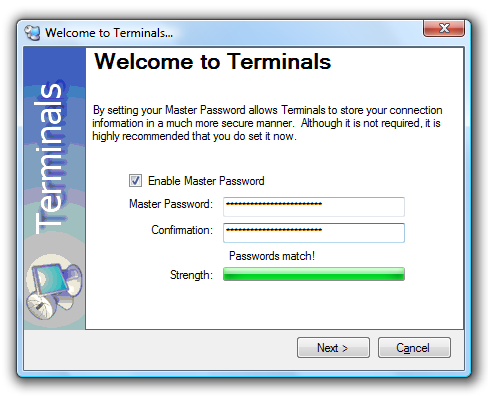 Welcome to Terminals...
Welcome to Terminals
Terminals
By setting your Master Password allows Terminals to store your connection
information in a much more secure manner.  Although it is not required, it is
highly recommended that you do set it now.
Enable Master Password
Master Password: ************************
Confirmation: ************************
Passwords match!
Strength:
Next >
Cancel